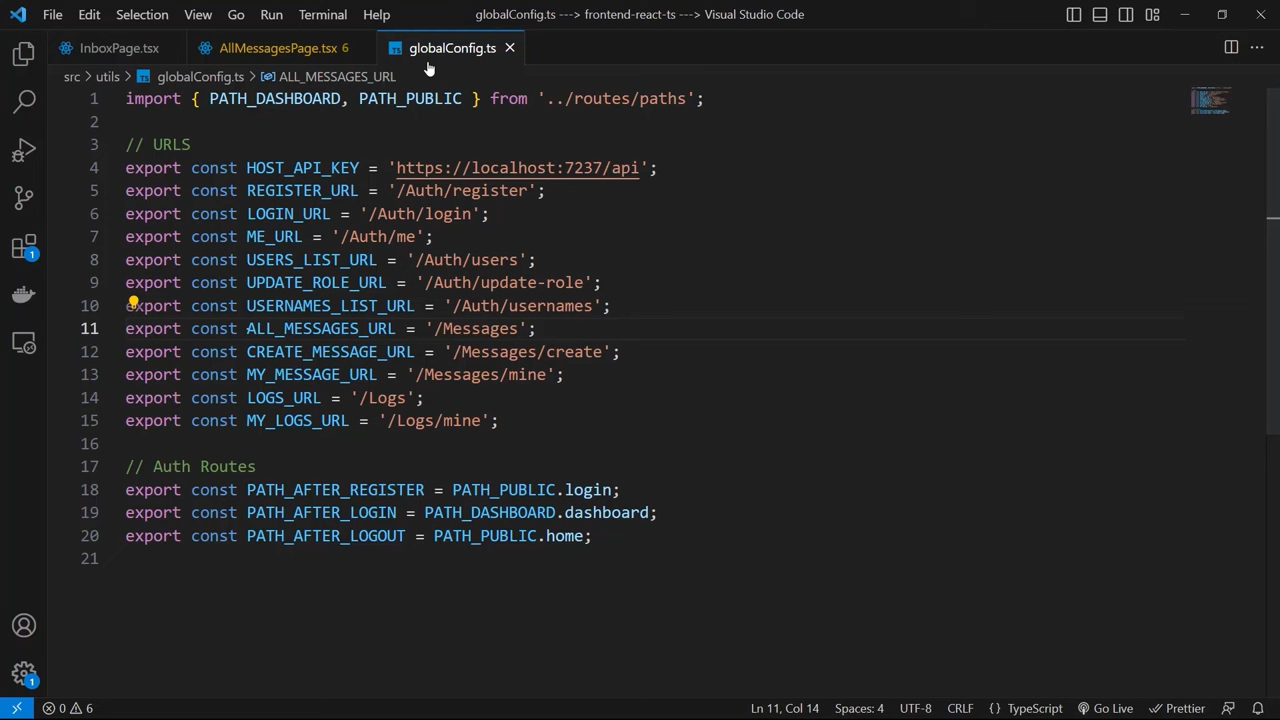 File Edit Selection View Go Run Terminal Help globalConfig.ts ---> frontend-react-ts ---> Visual Studio Code
InboxPage.tsx AllMessagesPage.tsx 6 TS globalConfig.ts
src > utils > TS globalConfig.ts > ALL_MESSAGES_URL
1 import { PATH_DASHBOARD, PATH_PUBLIC } from '../routes/paths';
2
3 // URLS
4 export const HOST_API_KEY = 'https://localhost:7237/api';
5 export const REGISTER_URL = '/Auth/register';
6 export const LOGIN_URL = '/Auth/login';
7 export const ME_URL = '/Auth/me';
8 export const USERS_LIST_URL = '/Auth/users';
9 export const UPDATE_ROLE_URL = '/Auth/update-role';
10 export const USERNAMES_LIST_URL = '/Auth/usernames';
11 export const ALL_MESSAGES_URL = '/Messages';
12 export const CREATE_MESSAGE_URL = '/Messages/create';
13 export const MY_MESSAGE_URL = '/Messages/mine';
14 export const LOGS_URL = '/Logs';
15 export const MY_LOGS_URL = '/Logs/mine';
16
17 // Auth Routes
18 export const PATH_AFTER_REGISTER = PATH_PUBLIC.login;
19 export const PATH_AFTER_LOGIN = PATH_DASHBOARD.dashboard;
20 export const PATH_AFTER_LOGOUT = PATH_PUBLIC.home;
21
1
1
0 6 Ln 11, Col 14 Spaces: 4 UTF-8 CRLF {} TypeScript Go Live Prettier